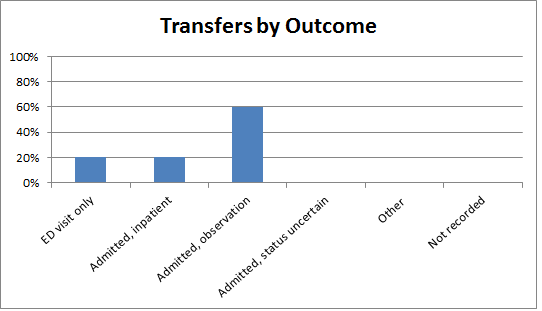 Transfers by Outcome
100%
80%
60%
40%
20%
0%
ED visit only
Admitted, inpatient
Admitted, observation
Admitted, status uncertain
Other
Not recorded